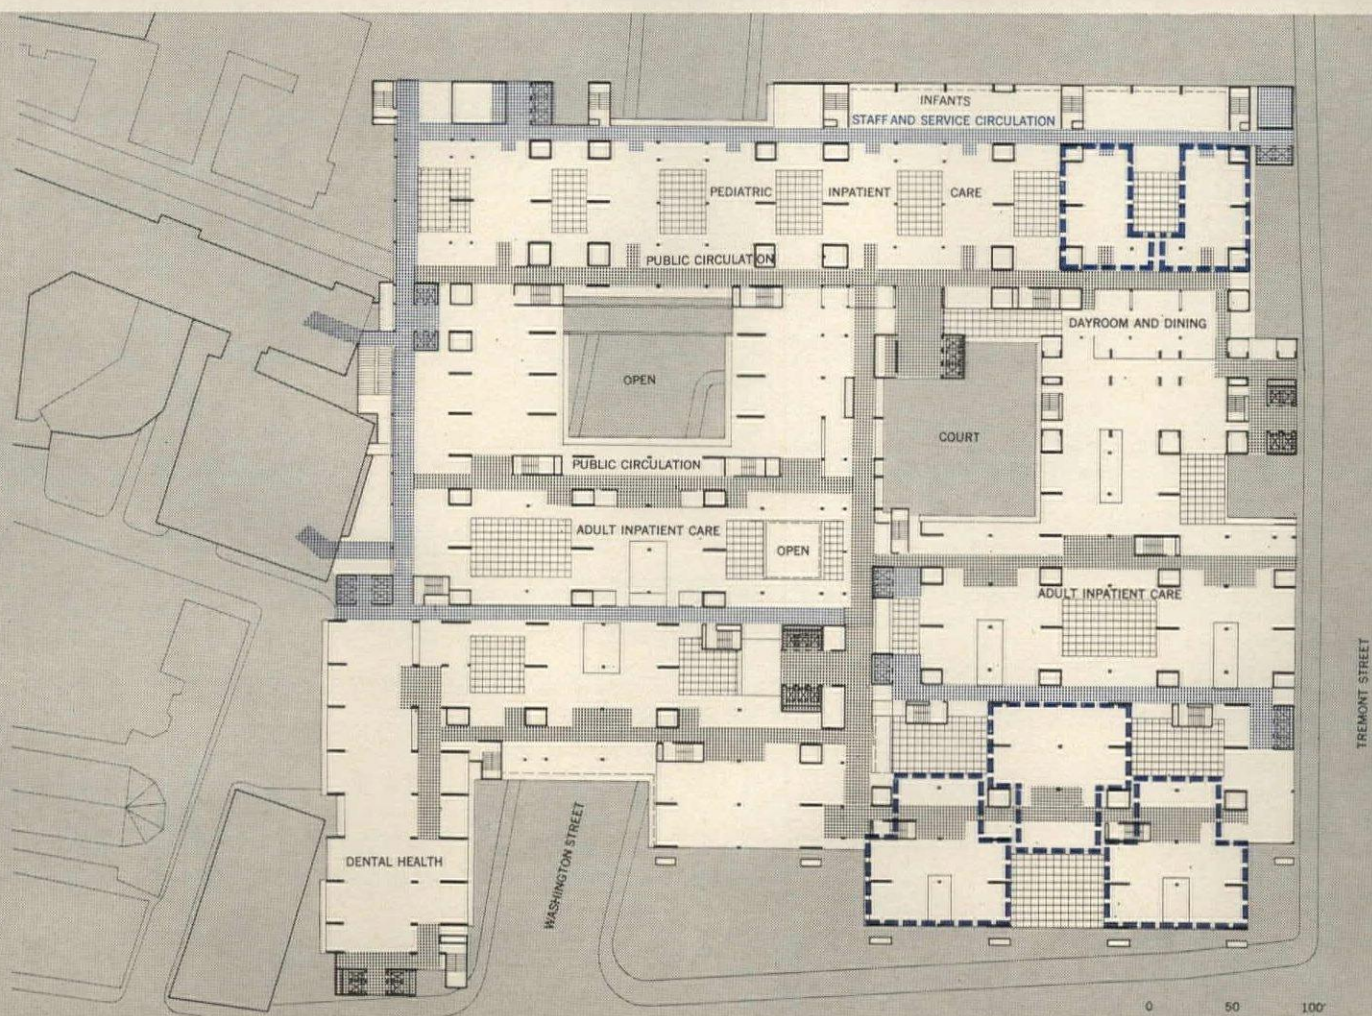 INFANTS
STAFF AND SERVICE CIRCULATION
PEDIATRIC INPATIENT CARE
PUBLIC CIRCULATION
DAYROOM AND DINING
OPEN
COURT
PUBLIC CIRCULATION
ADULT INPATIENT CARE
OPEN
ADULT INPATIENT CARE
TREMONT STREET
DENTAL HEALTH
WASHINGTON STREET
0 50 100'